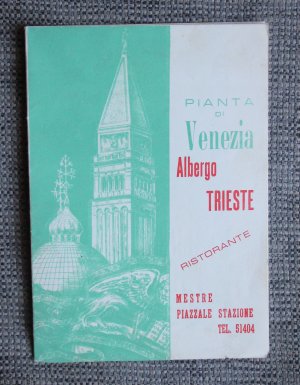 PIANTA
DI
Venezia
Albergo
TRIESTE
RISTORANTE
MESTRE
PIAZZALE STAZIONE
TEL. 51404